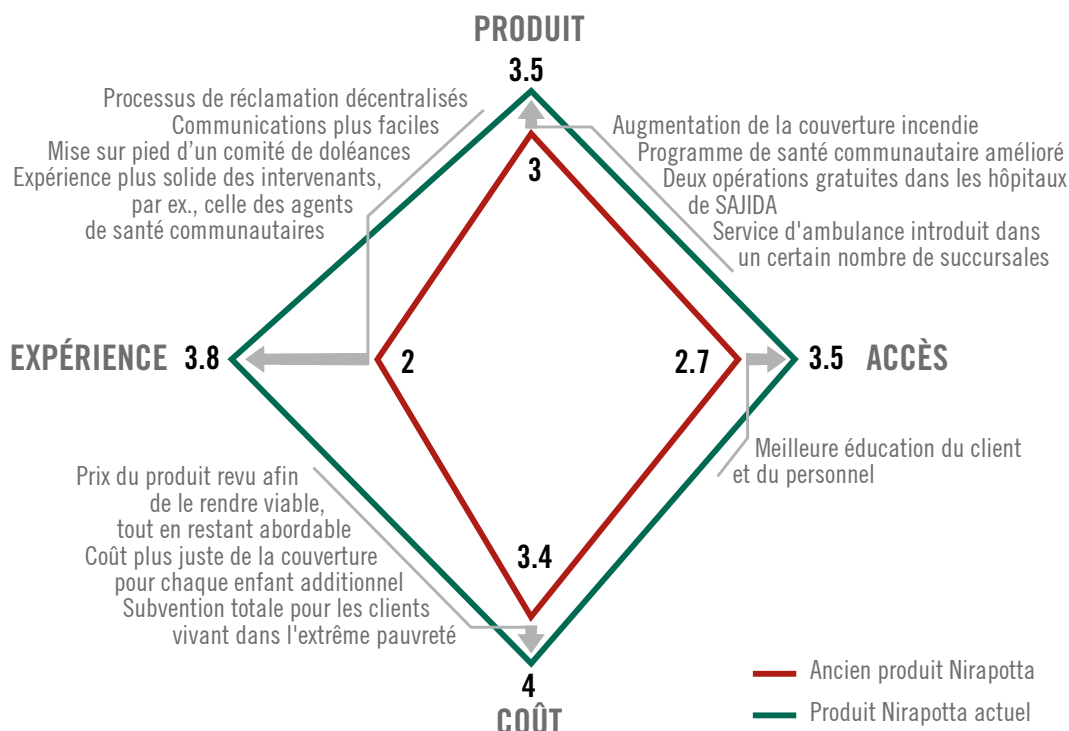 PRODUIT
3.5
Processus de réclamation décentralisés
Communications plus faciles
Mise sur pied d’un comité de doléances
Expérience plus solide des intervenants,
par ex., celle des agents
de santé communautaires
Augmentation de la couverture incendie
Programme de santé communautaire amélioré
Deux opérations gratuites dans les hôpitaux
de SAJIDA
Service d'ambulance introduit dans
un certain nombre de succursales
3
EXPÉRIENCE 3.8
2
2.7
3.5 ACCÈS
Meilleure éducation du client
et du personnel
Prix du produit revu afin
de le rendre viable,
tout en restant abordable
Coût plus juste de la couverture
pour chaque enfant additionnel
Subvention totale pour les clients
vivant dans l'extrême pauvreté
3.4
4
COÛT
Ancien produit Nirapotta
Produit Nirapotta actuel